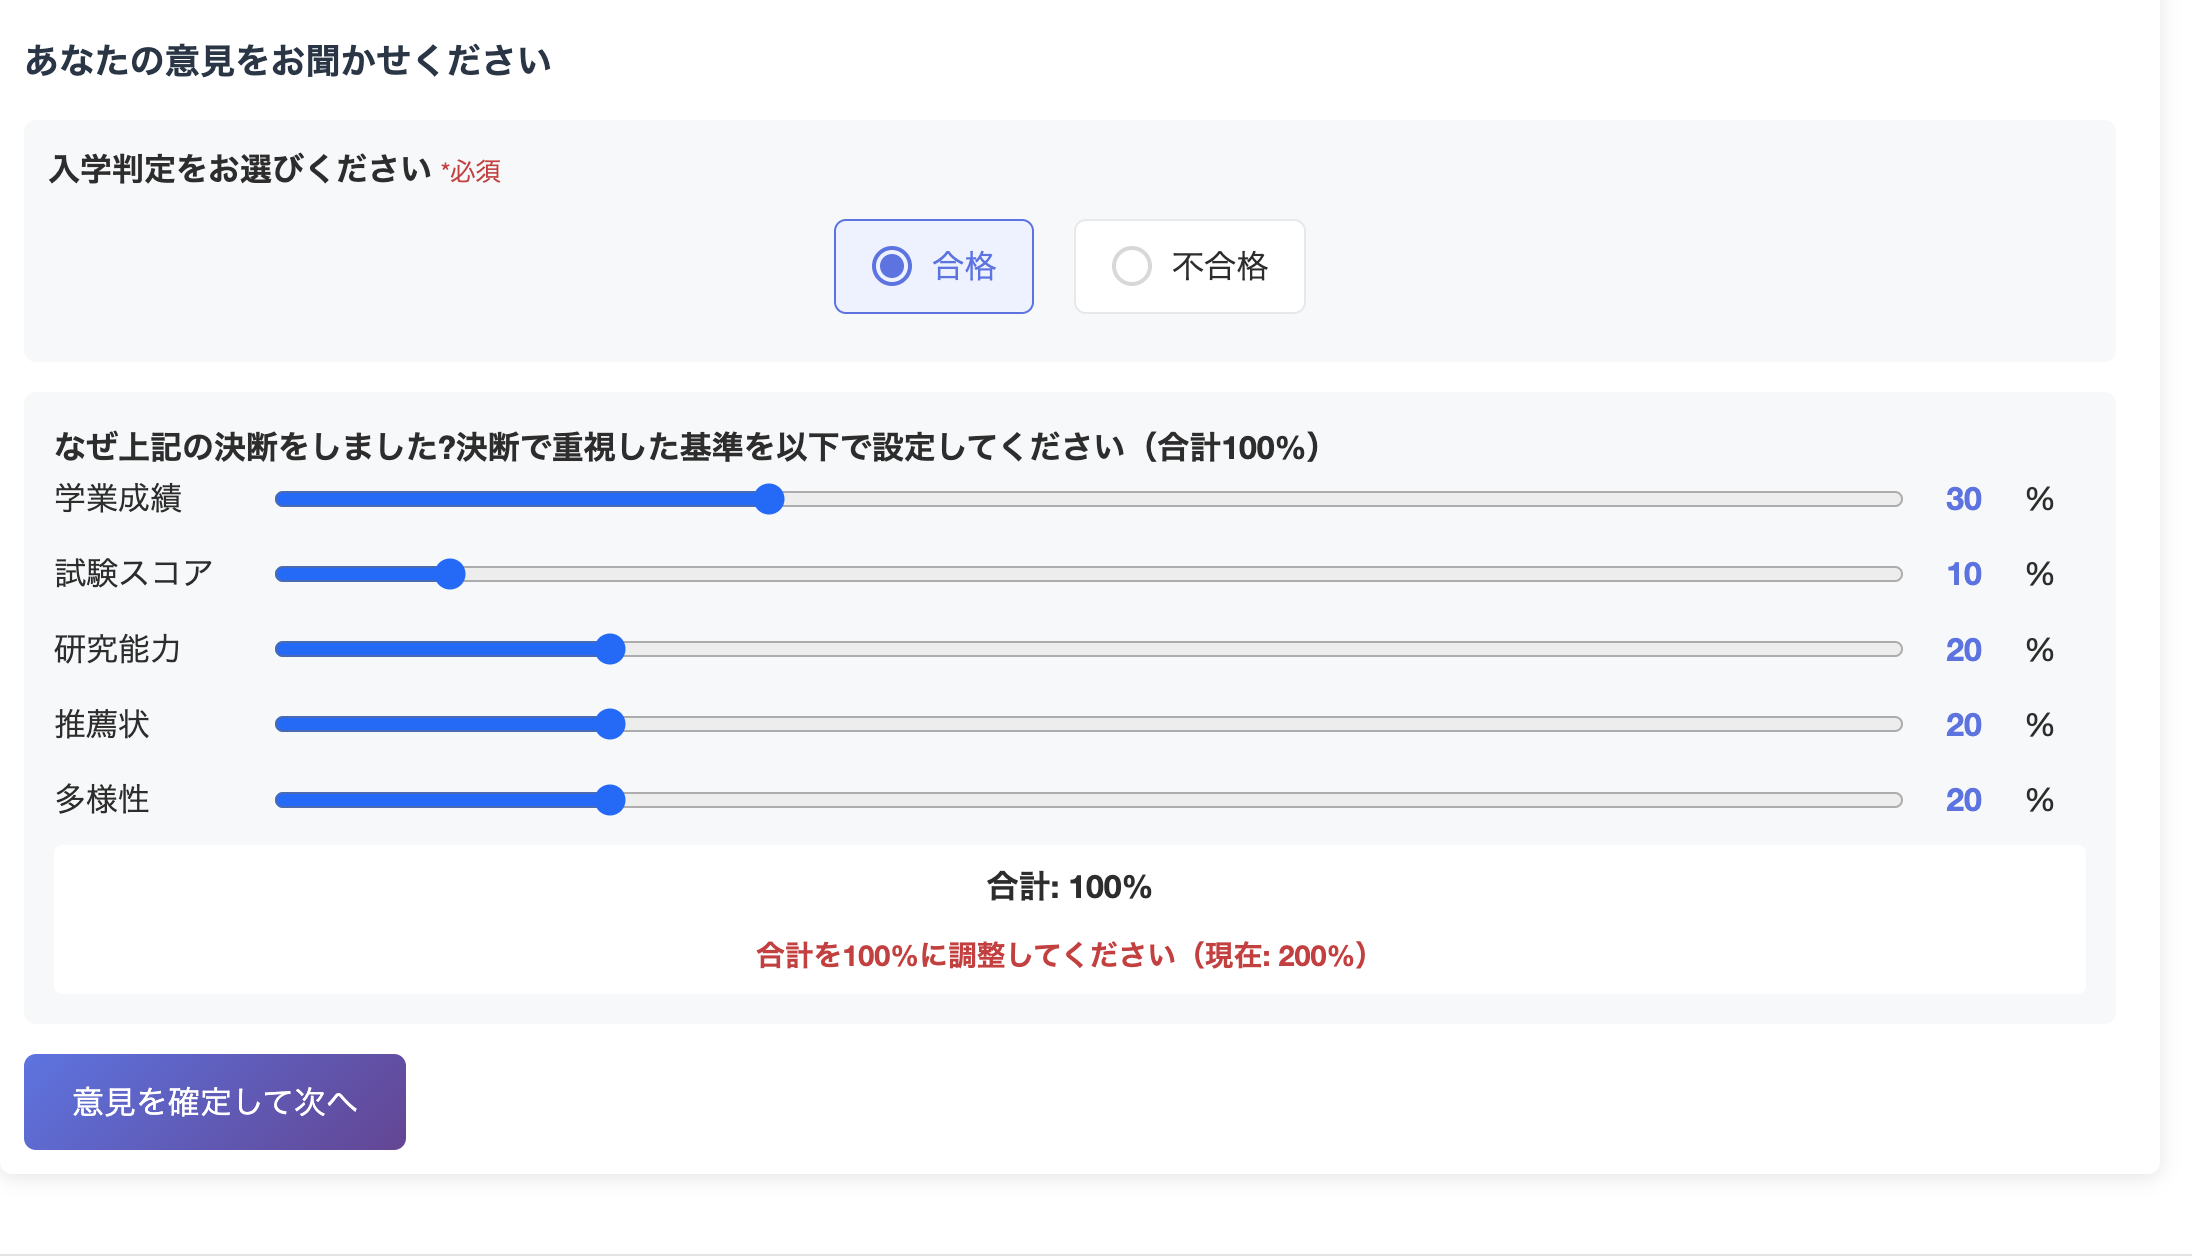 あなたの意見をお聞かせください
入学判定をお選びください *必須
合格 不合格
なぜ上記の決断をしました?決断で重視した基準を以下で設定してください（合計100%）
学業成績 30 %
試験スコア 10 %
研究能力 20 %
推薦状 20 %
多様性 20 %
合計: 100%
合計を100%に調整してください（現在: 200%）
意見を確定して次へ